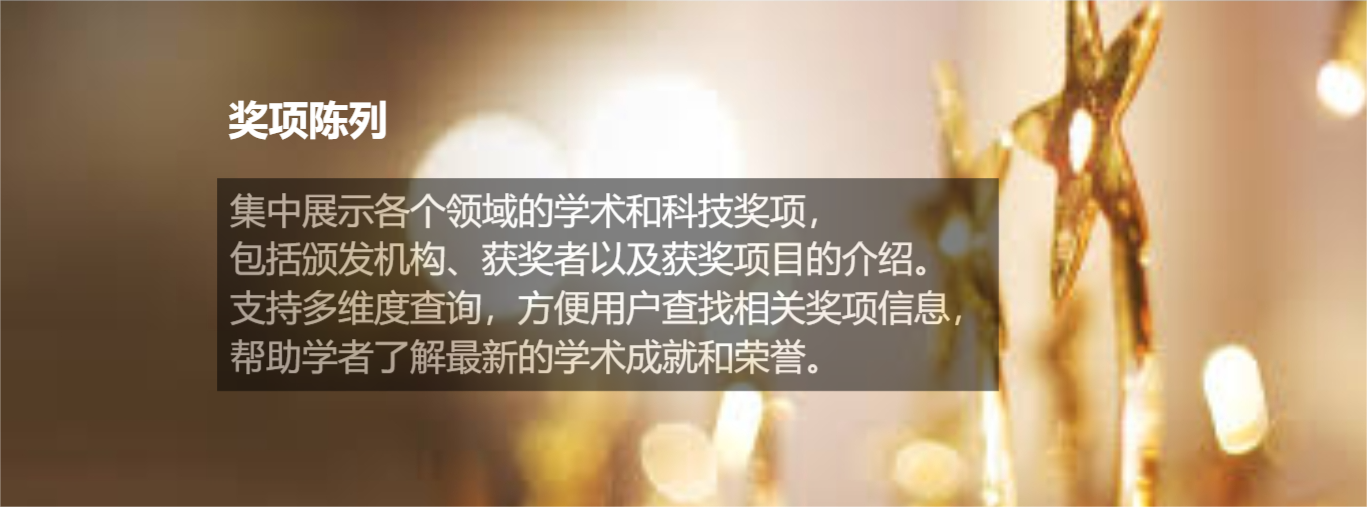 奖项陈列
集中展示各个领域的学术和科技奖项，
包括颁发机构、获奖者以及获奖项目的介绍。
支持多维度查询，方便用户查找相关奖项信息，
帮助学者了解最新的学术成就和荣誉。